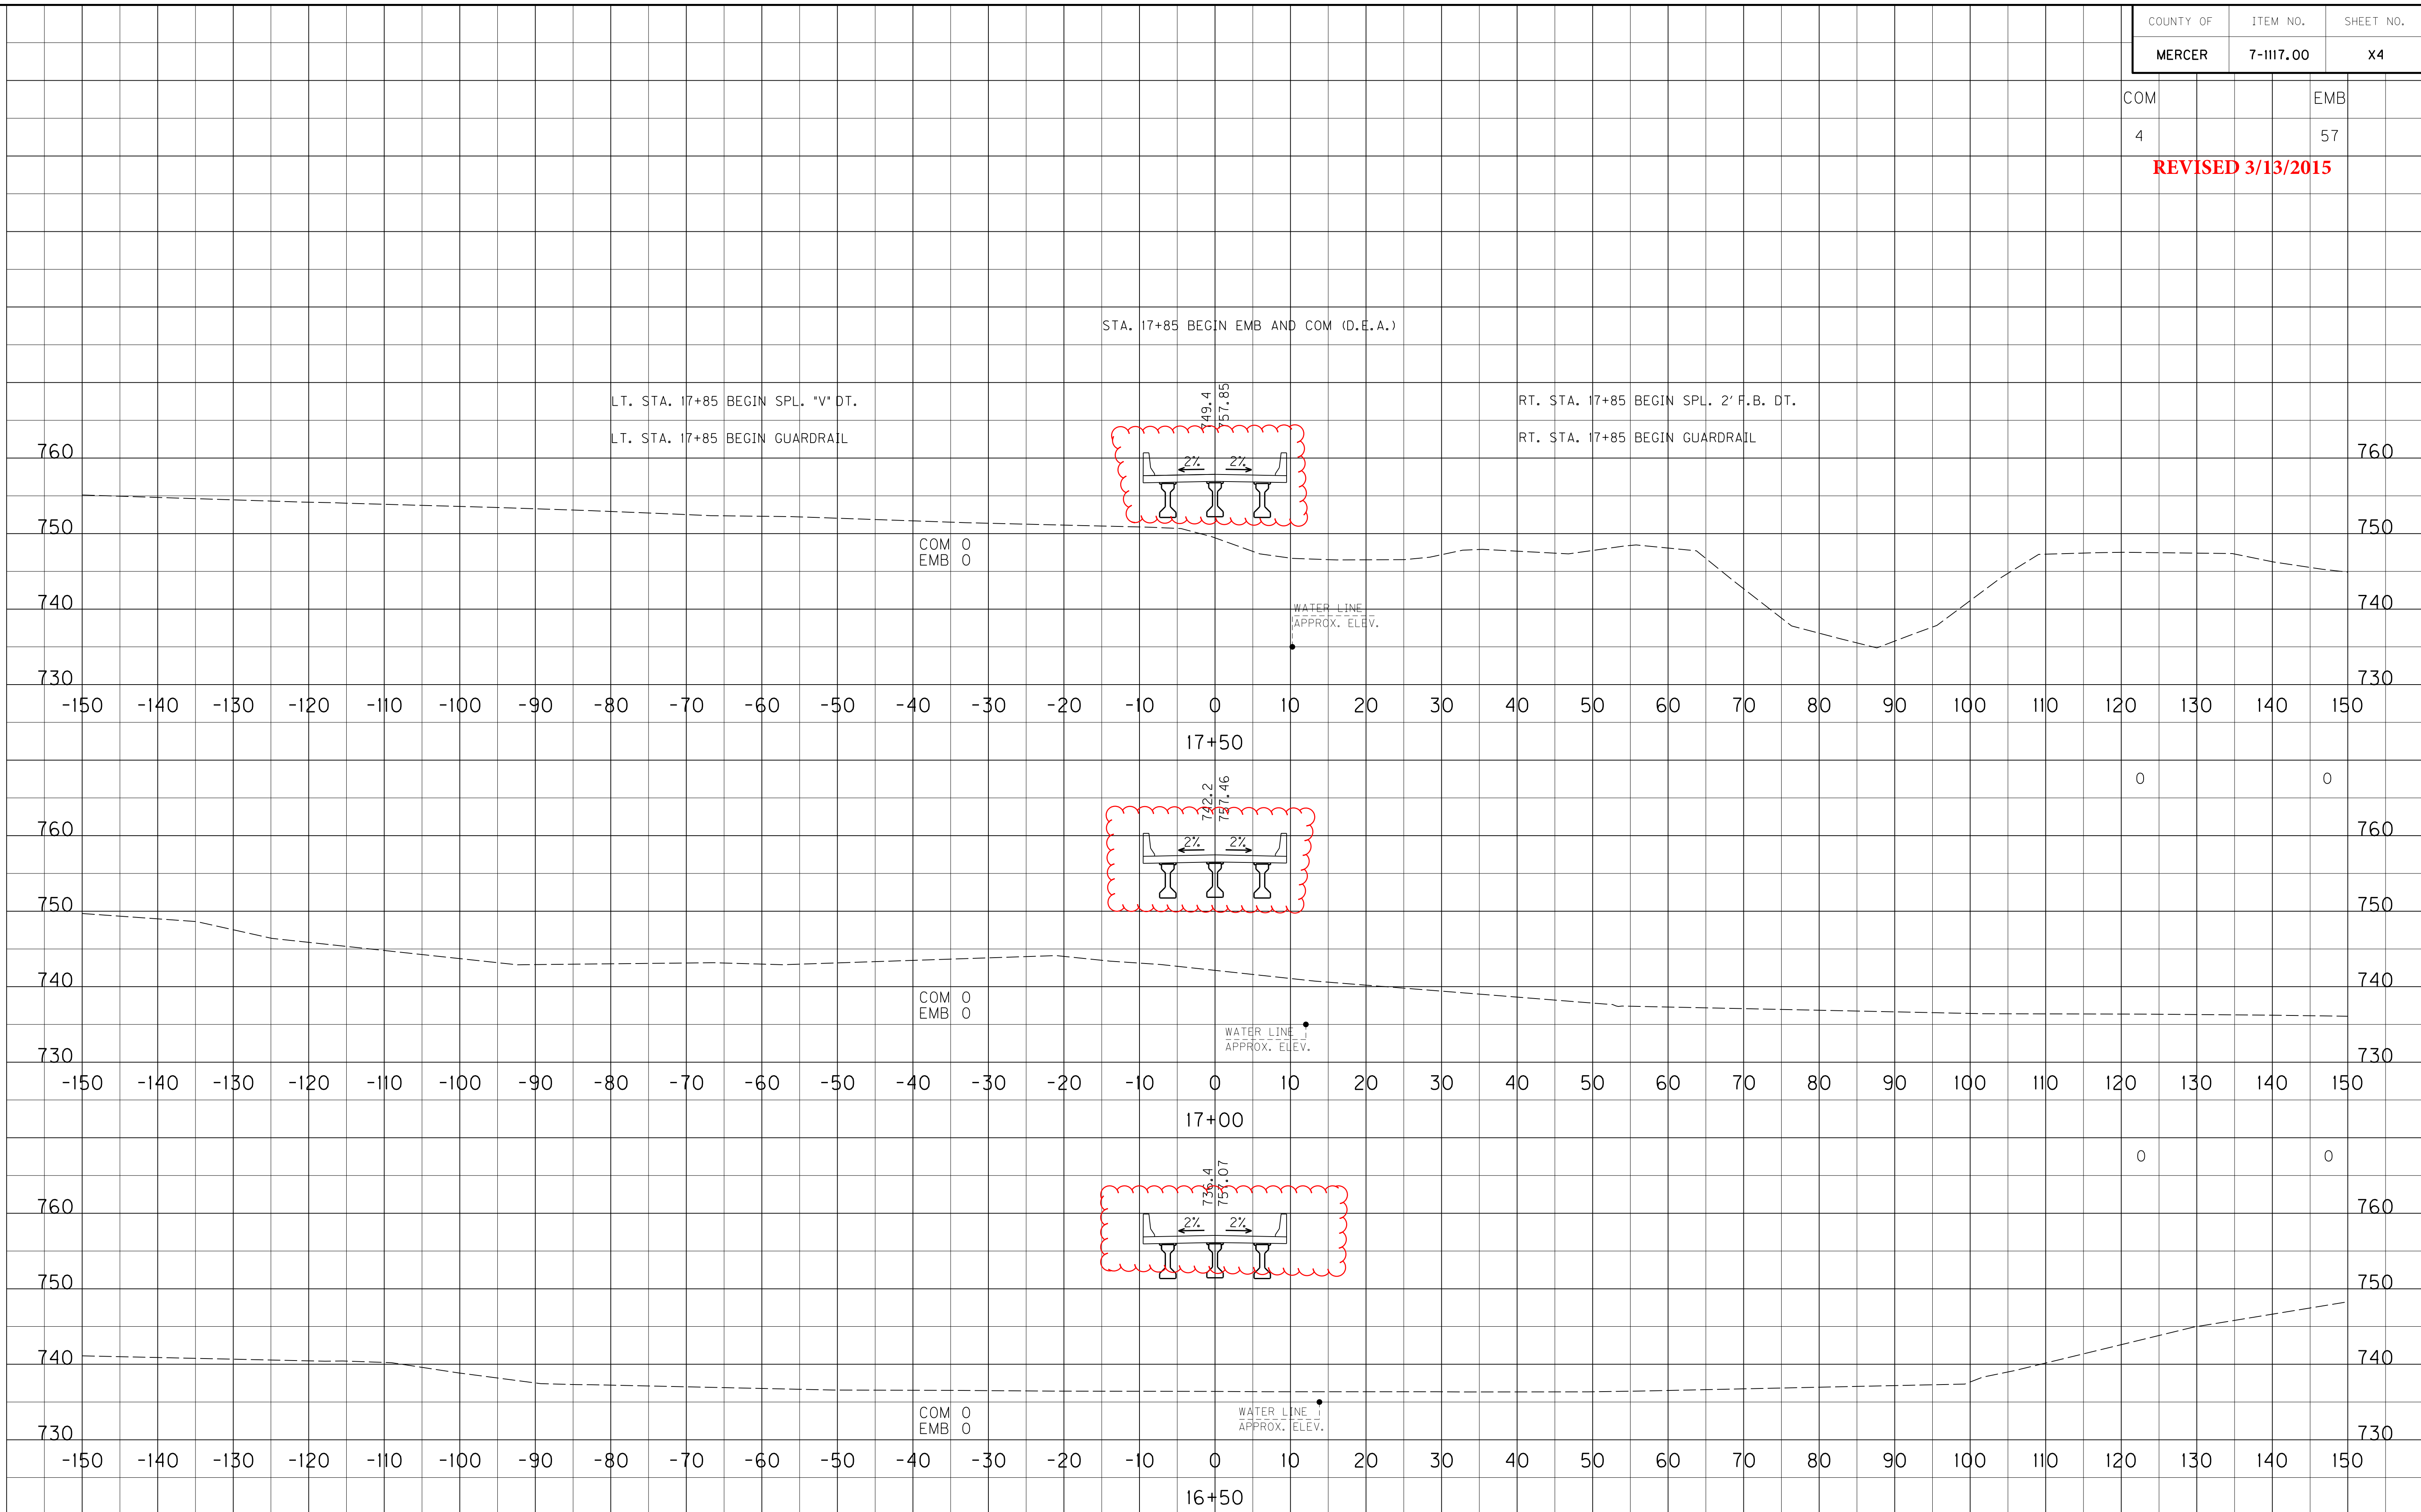 COUNTY OF ITEM NO. SHEET NO.
MERCER 7-1117.00 X4
COM EMB
4 57
REVISED 3/13/2015
STA. 17+85 BEGIN EMB AND COM (D.E.A.)
LT. STA. 17+85 BEGIN SPL. "V" DT.
LT. STA. 17+85 BEGIN GUARDRAIL
749.4
757.85
RT. STA. 17+85 BEGIN SPL. 2' F.B. DT.
RT. STA. 17+85 BEGIN GUARDRAIL
760 760
2% 2%
750 750
COM 0
EMB 0
740 740
WATER LINE
APPROX. ELEV.
730 730
-150 -140 -130 -120 -110 -100 -90 -80 -70 -60 -50 -40 -30 -20 -10 0 10 20 30 40 50 60 70 80 90 100 110 120 130 140 150
17+50
0 0
742.2
757.46
760 760
2% 2%
750 750
740 740
COM 0
EMB 0
WATER LINE
APPROX. ELEV.
730 730
-150 -140 -130 -120 -110 -100 -90 -80 -70 -60 -50 -40 -30 -20 -10 0 10 20 30 40 50 60 70 80 90 100 110 120 130 140 150
17+00
0 0
736.4
757.07
760 760
2% 2%
750 750
740 740
COM 0
EMB 0
WATER LINE
APPROX. ELEV.
730 730
-150 -140 -130 -120 -110 -100 -90 -80 -70 -60 -50 -40 -30 -20 -10 0 10 20 30 40 50 60 70 80 90 100 110 120 130 140 150
16+50